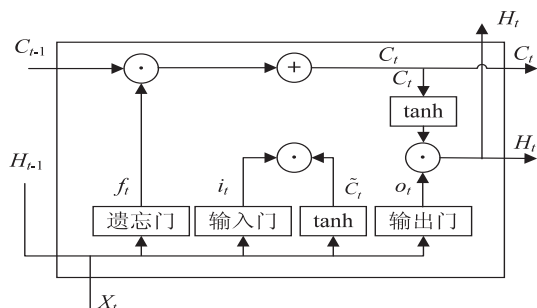 H_t
C_{t-1} C_t C_t
C_t
tanh
H_{t-1} H_t
f_t i_t \tilde{C}_t o_t
遗忘门 输入门 tanh 输出门
X_t